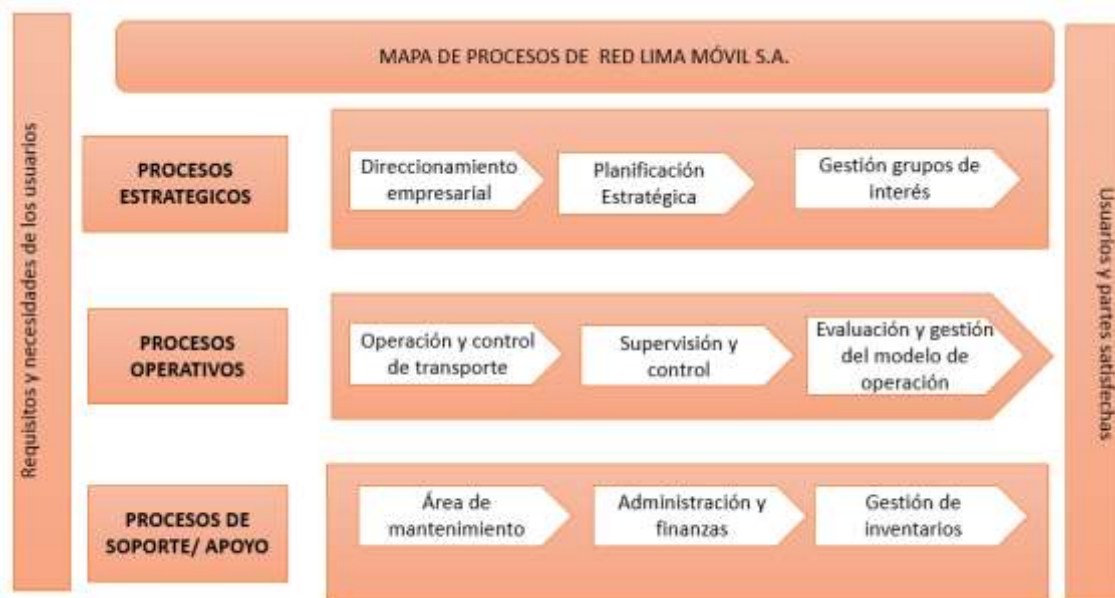 MAPA DE PROCESOS DE RED LIMA MÓVIL S.A.
Requisitos y necesidades de los usuarios
PROCESOS
ESTRATEGICOS
Direccionamiento
empresarial
Planificación
Estratégica
Gestión grupos de
interés
PROCESOS
OPERATIVOS
Operación y control
de transporte
Supervisión y
control
Evaluación y gestión
del modelo de
operación
PROCESOS DE
SOPORTE/ APOYO
Área de
mantenimiento
Administración y
finanzas
Gestión de
inventarios
Usuarios y partes satisfechas